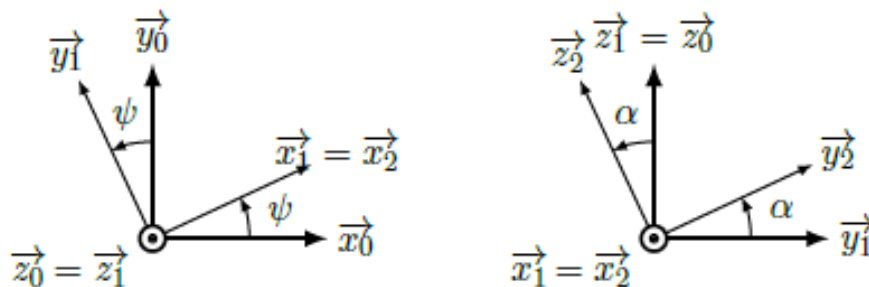 y₁→ y₀→
ψ
x₁→ = x₂→
ψ
x₀→
z₀→ = z₁→
z₂→ z₁→ = z₀→
α
y₂→
α
y₁→
x₁→ = x₂→